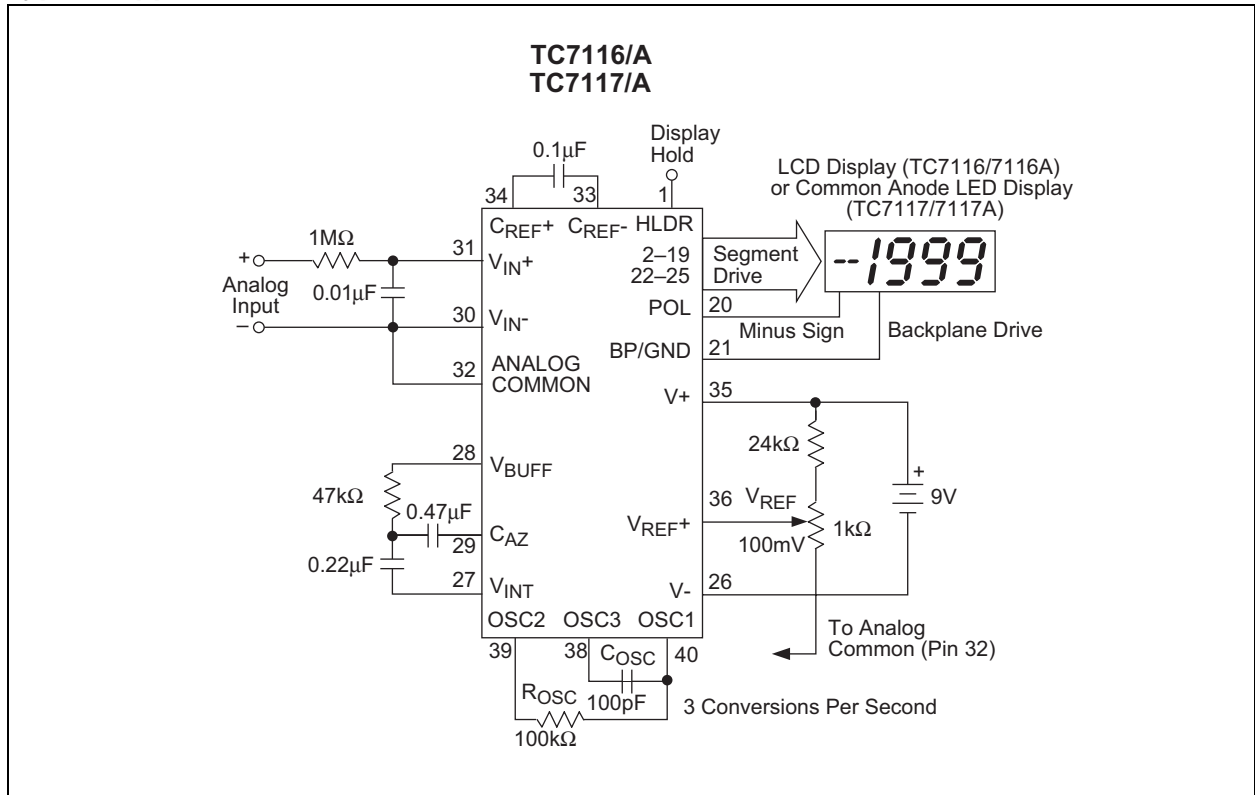 TC7116/A
TC7117/A
Display
Hold
0.1µF
LCD Display (TC7116/7116A)
or Common Anode LED Display
(TC7117/7117A)
34
33
1
CREF+
CREF-
HLDR
1MΩ
31
+
VIN+
2–19
22–25
Segment
Drive
--1999
Analog
Input
0.01µF
–
30
VIN-
POL
20
Minus Sign
Backplane Drive
BP/GND
21
32
ANALOG
COMMON
V+
35
24kΩ
28
VBUFF
+
9V
47kΩ
0.47µF
36
VREF
VREF+
1kΩ
100mV
29
CAZ
0.22µF
27
VINT
V-
26
OSC2
OSC3
OSC1
To Analog
Common (Pin 32)
39
38
COSC
40
ROSC
100pF
3 Conversions Per Second
100kΩ